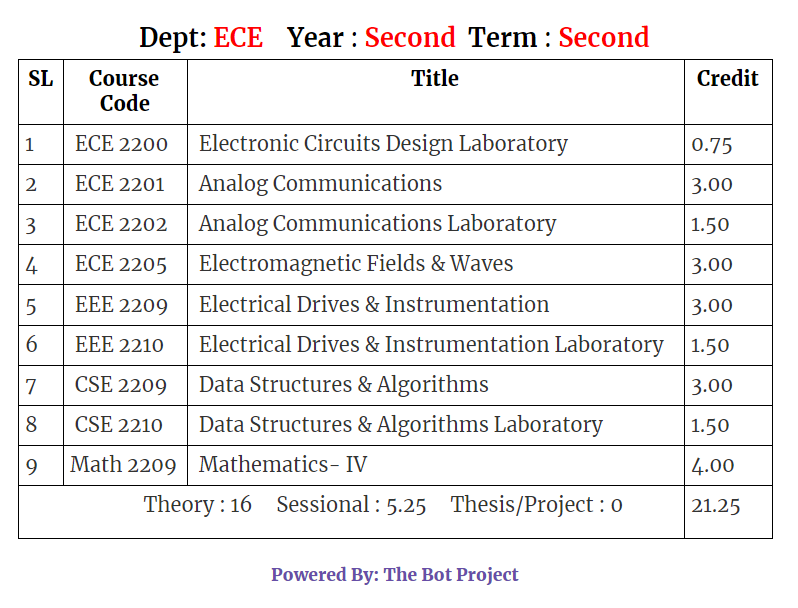 Dept: ECE Year : Second Term : Second
SL Course Code Title Credit
1 ECE 2200 Electronic Circuits Design Laboratory 0.75
2 ECE 2201 Analog Communications 3.00
3 ECE 2202 Analog Communications Laboratory 1.50
4 ECE 2205 Electromagnetic Fields & Waves 3.00
5 EEE 2209 Electrical Drives & Instrumentation 3.00
6 EEE 2210 Electrical Drives & Instrumentation Laboratory 1.50
7 CSE 2209 Data Structures & Algorithms 3.00
8 CSE 2210 Data Structures & Algorithms Laboratory 1.50
9 Math 2209 Mathematics- IV 4.00
Theory : 16 Sessional : 5.25 Thesis/Project : 0 21.25
Powered By: The Bot Project